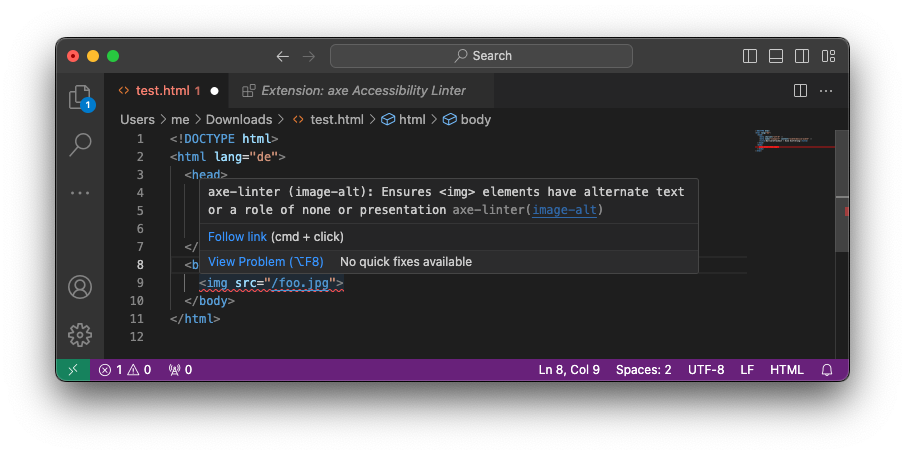 Search
test.html 1
Extension: axe Accessibility Linter
1
Users > me > Downloads > test.html > html > body
1 <!DOCTYPE html>
2 <html lang="de">
3 <head>
4
5
6
7 </
8 <b
9 <img src="/foo.jpg">
10 </body>
11 </html>
12
axe-linter (image-alt): Ensures <img> elements have alternate text
or a role of none or presentation axe-linter(image-alt)
Follow link (cmd + click)
View Problem (⌥F8) No quick fixes available
1 0 0 Ln 8, Col 9 Spaces: 2 UTF-8 LF HTML